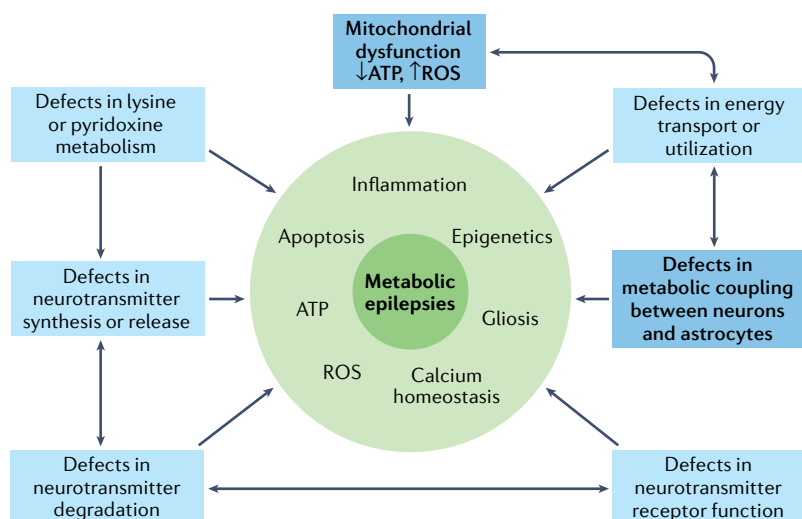 Mitochondrial
dysfunction
↓ATP, ↑ROS
Defects in lysine
or pyridoxine
metabolism
Defects in energy
transport or
utilization
Inflammation
Apoptosis
Epigenetics
Metabolic
epilepsies
ATP
Gliosis
ROS
Calcium
homeostasis
Defects in
neurotransmitter
synthesis or release
Defects in
metabolic coupling
between neurons
and astrocytes
Defects in
neurotransmitter
degradation
Defects in
neurotransmitter
receptor function